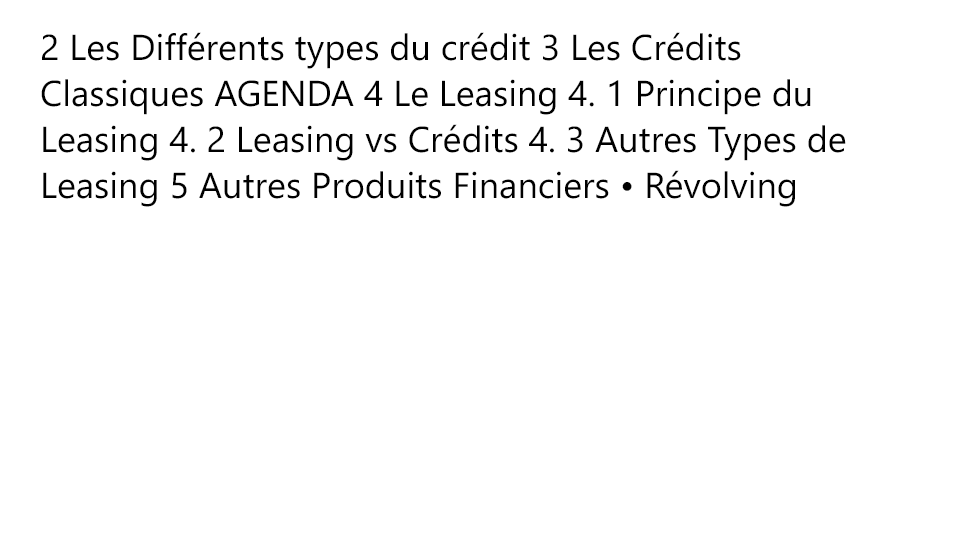 2 Les Différents types du crédit 3 Les Crédits
Classiques AGENDA 4 Le Leasing 4. 1 Principe du
Leasing 4. 2 Leasing vs Crédits 4. 3 Autres Types de
Leasing 5 Autres Produits Financiers • Révolving